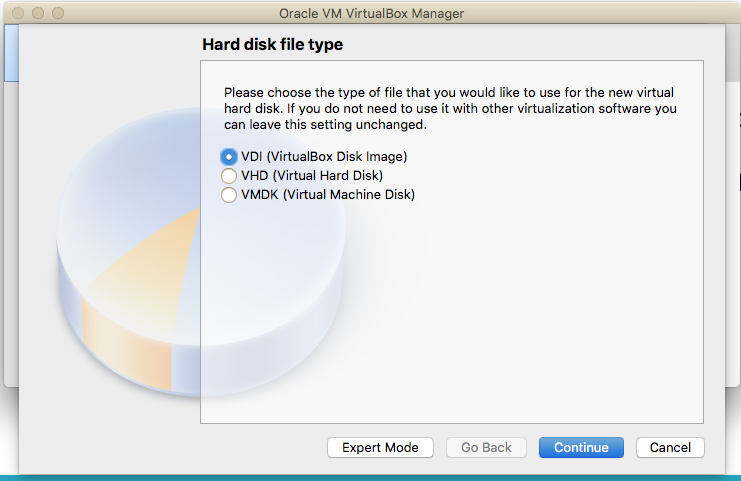 Oracle VM VirtualBox Manager
Hard disk file type
Please choose the type of file that you would like to use for the new virtual
hard disk. If you do not need to use it with other virtualization software you
can leave this setting unchanged.
VDI (VirtualBox Disk Image)
VHD (Virtual Hard Disk)
VMDK (Virtual Machine Disk)
Expert Mode
Go Back
Continue
Cancel